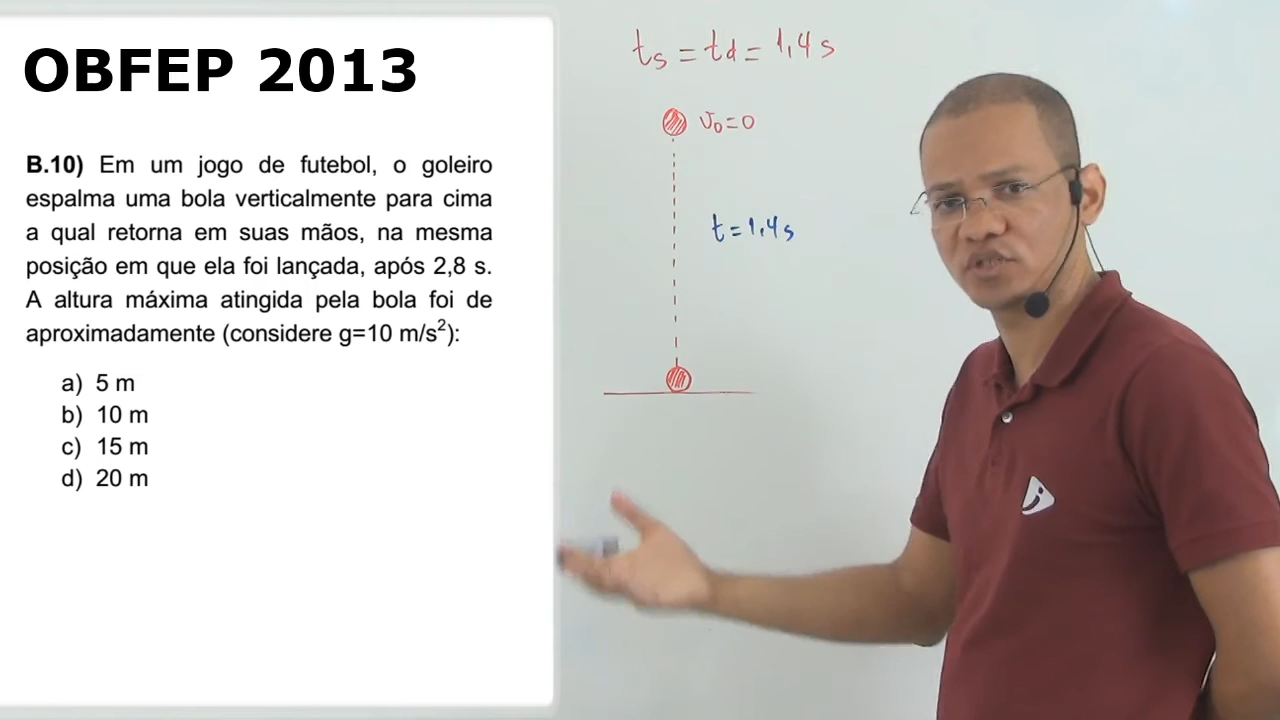 OBFEP 2013
B.10) Em um jogo de futebol, o goleiro
espalma uma bola verticalmente para cima
a qual retorna em suas mãos, na mesma
posição em que ela foi lançada, após 2,8 s.
A altura máxima atingida pela bola foi de
aproximadamente (considere g=10 m/s²):
a) 5 m
b) 10 m
c) 15 m
d) 20 m
ts = td = 1,4 s
v₀=0
t=1,4s